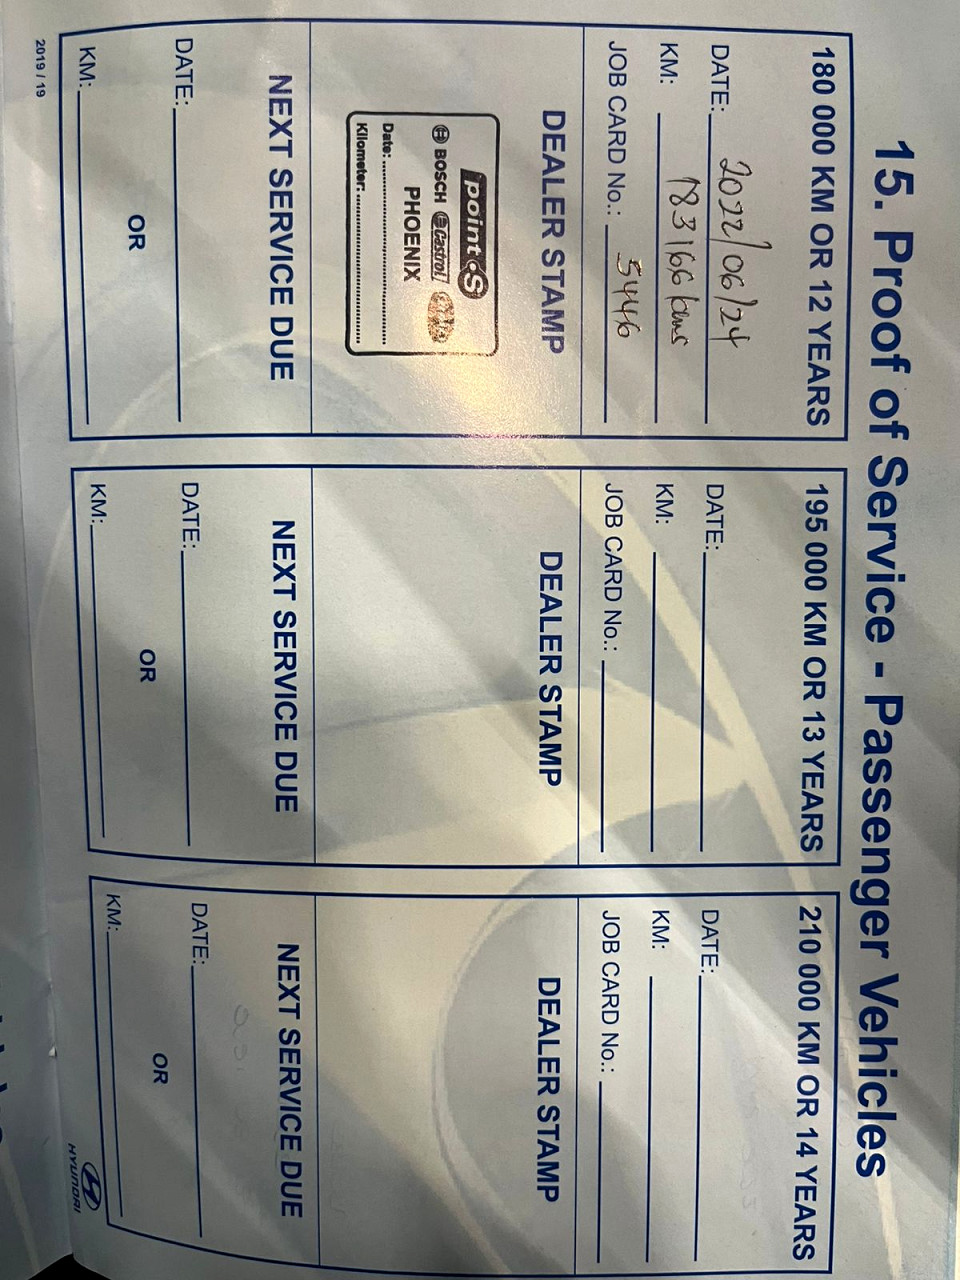 15. Proof of Service - Passenger Vehicles
180 000 KM OR 12 YEARS
DATE: 2022/06/24
KM: 183166 kms
JOB CARD No.: 5446
DEALER STAMP
point S
BOSCH Castrol
PHOENIX
Date:
Kilometer:
NEXT SERVICE DUE
DATE:
OR
KM:
195 000 KM OR 13 YEARS
DATE:
KM:
JOB CARD No.:
DEALER STAMP
NEXT SERVICE DUE
DATE:
OR
KM:
210 000 KM OR 14 YEARS
DATE:
KM:
JOB CARD No.:
DEALER STAMP
NEXT SERVICE DUE
DATE:
OR
KM:
2019 / 19
HYUNDAI